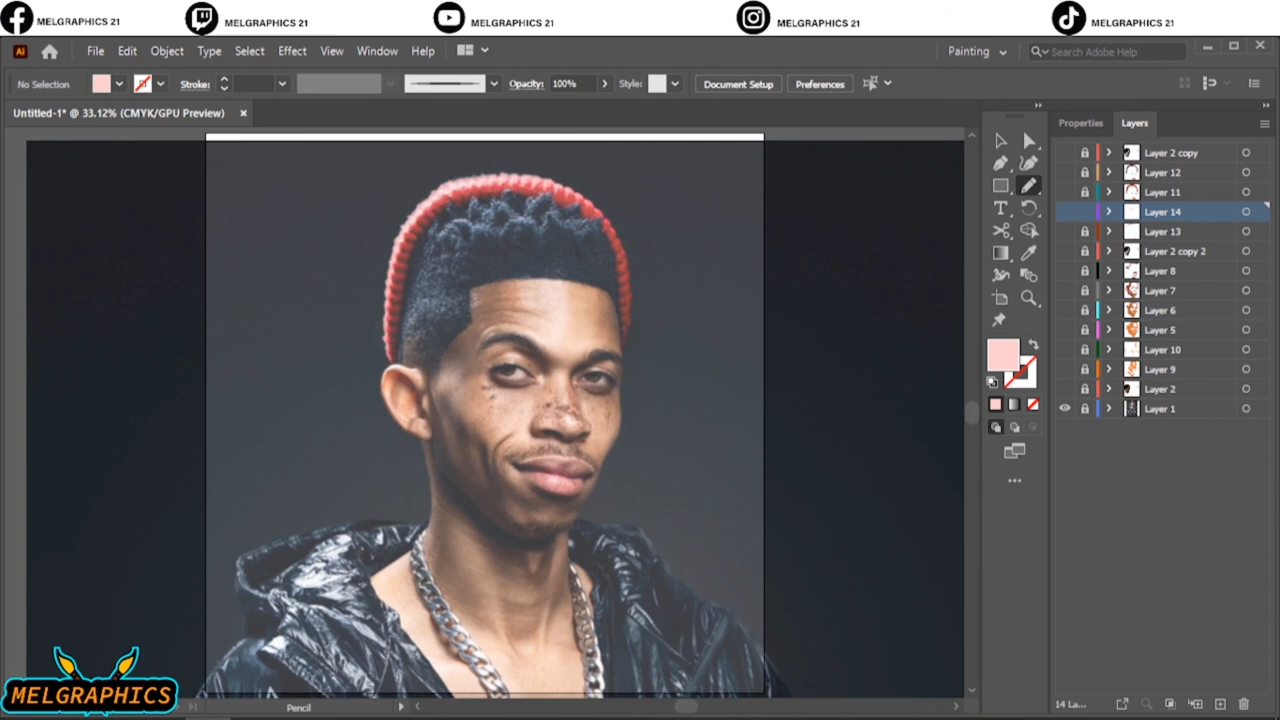 MELGRAPHICS 21
MELGRAPHICS 21
MELGRAPHICS 21
MELGRAPHICS 21
MELGRAPHICS 21
Ai File Edit Object Type Select Effect View Window Help Painting Search Adobe Help
No Selection Stroke: Opacity: 100% Style: Document Setup Preferences
Untitled-1* @ 33.12% (CMYK/GPU Preview) ×
Properties Layers
Layer 2 copy
Layer 12
Layer 11
Layer 14
Layer 13
Layer 2 copy 2
Layer 8
Layer 7
Layer 6
Layer 5
Layer 10
Layer 9
Layer 2
Layer 1
MELGRAPHICS
Pencil
14 La...